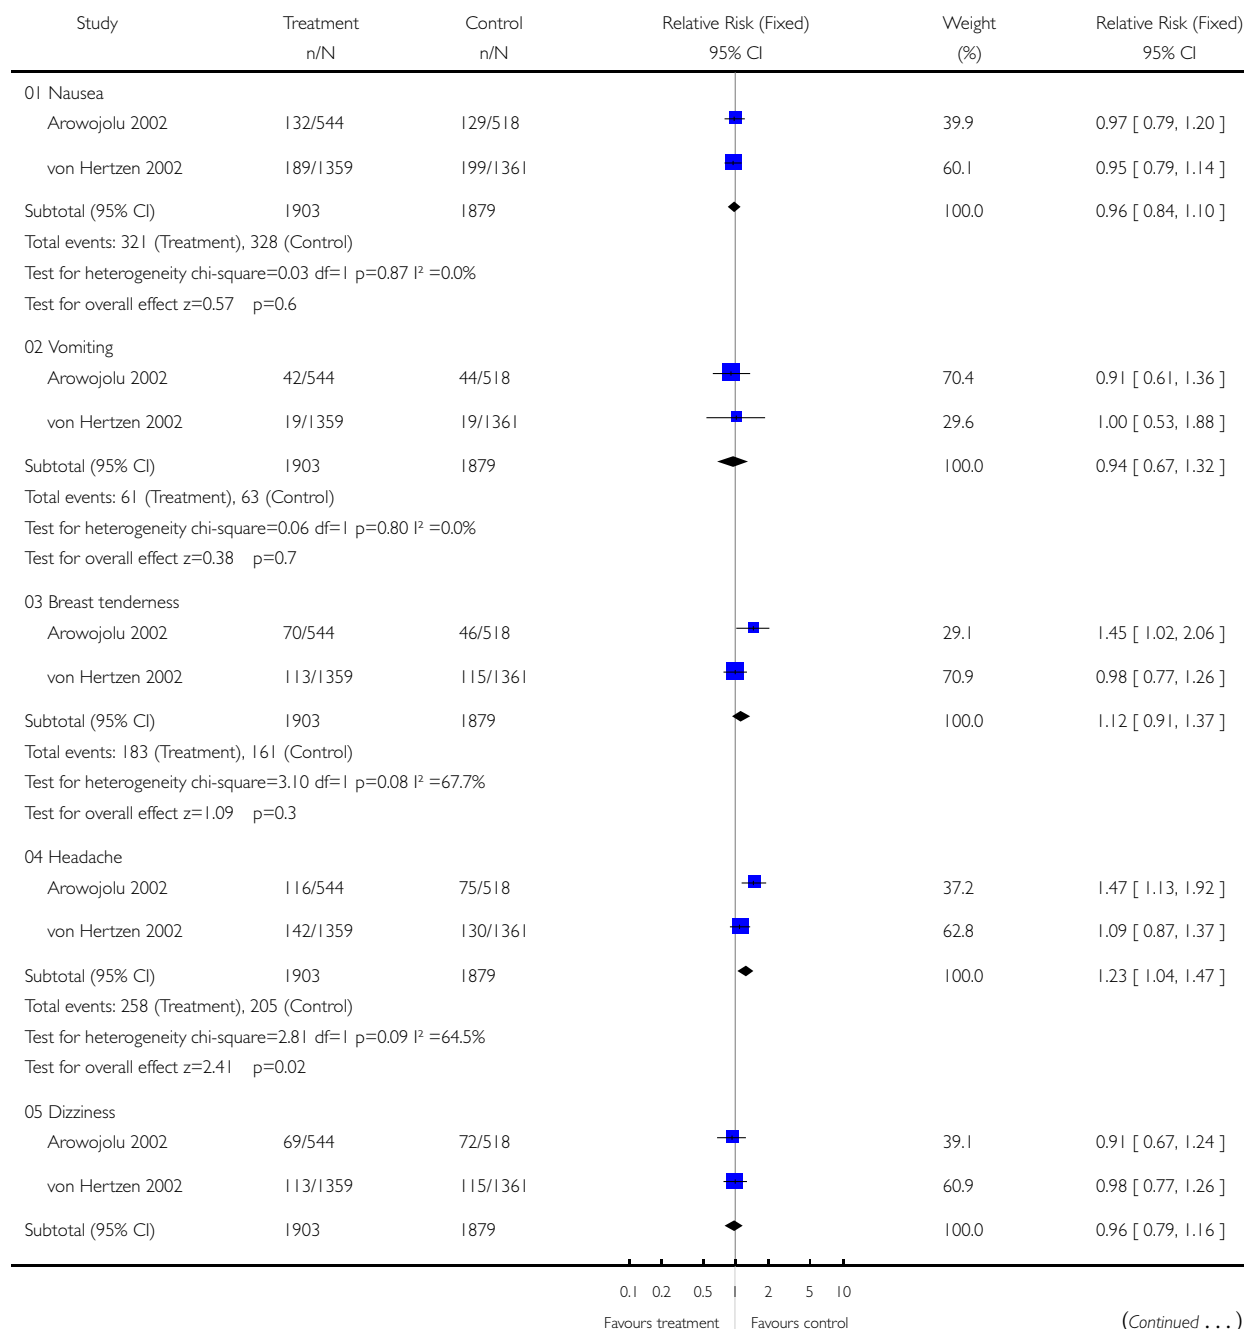 Study Treatment Control Relative Risk (Fixed) Weight Relative Risk (Fixed)
n/N n/N 95% CI (%) 95% CI
01 Nausea
Arowojolu 2002 132/544 129/518 39.9 0.97 [ 0.79, 1.20 ]
von Hertzen 2002 189/1359 199/1361 60.1 0.95 [ 0.79, 1.14 ]
Subtotal (95% CI) 1903 1879 100.0 0.96 [ 0.84, 1.10 ]
Total events: 321 (Treatment), 328 (Control)
Test for heterogeneity chi-square=0.03 df=1 p=0.87 I² =0.0%
Test for overall effect z=0.57 p=0.6
02 Vomiting
Arowojolu 2002 42/544 44/518 70.4 0.91 [ 0.61, 1.36 ]
von Hertzen 2002 19/1359 19/1361 29.6 1.00 [ 0.53, 1.88 ]
Subtotal (95% CI) 1903 1879 100.0 0.94 [ 0.67, 1.32 ]
Total events: 61 (Treatment), 63 (Control)
Test for heterogeneity chi-square=0.06 df=1 p=0.80 I² =0.0%
Test for overall effect z=0.38 p=0.7
03 Breast tenderness
Arowojolu 2002 70/544 46/518 29.1 1.45 [ 1.02, 2.06 ]
von Hertzen 2002 113/1359 115/1361 70.9 0.98 [ 0.77, 1.26 ]
Subtotal (95% CI) 1903 1879 100.0 1.12 [ 0.91, 1.37 ]
Total events: 183 (Treatment), 161 (Control)
Test for heterogeneity chi-square=3.10 df=1 p=0.08 I² =67.7%
Test for overall effect z=1.09 p=0.3
04 Headache
Arowojolu 2002 116/544 75/518 37.2 1.47 [ 1.13, 1.92 ]
von Hertzen 2002 142/1359 130/1361 62.8 1.09 [ 0.87, 1.37 ]
Subtotal (95% CI) 1903 1879 100.0 1.23 [ 1.04, 1.47 ]
Total events: 258 (Treatment), 205 (Control)
Test for heterogeneity chi-square=2.81 df=1 p=0.09 I² =64.5%
Test for overall effect z=2.41 p=0.02
05 Dizziness
Arowojolu 2002 69/544 72/518 39.1 0.91 [ 0.67, 1.24 ]
von Hertzen 2002 113/1359 115/1361 60.9 0.98 [ 0.77, 1.26 ]
Subtotal (95% CI) 1903 1879 100.0 0.96 [ 0.79, 1.16 ]
0.1 0.2 0.5 1 2 5 10
Favours treatment Favours control (Continued . . . )